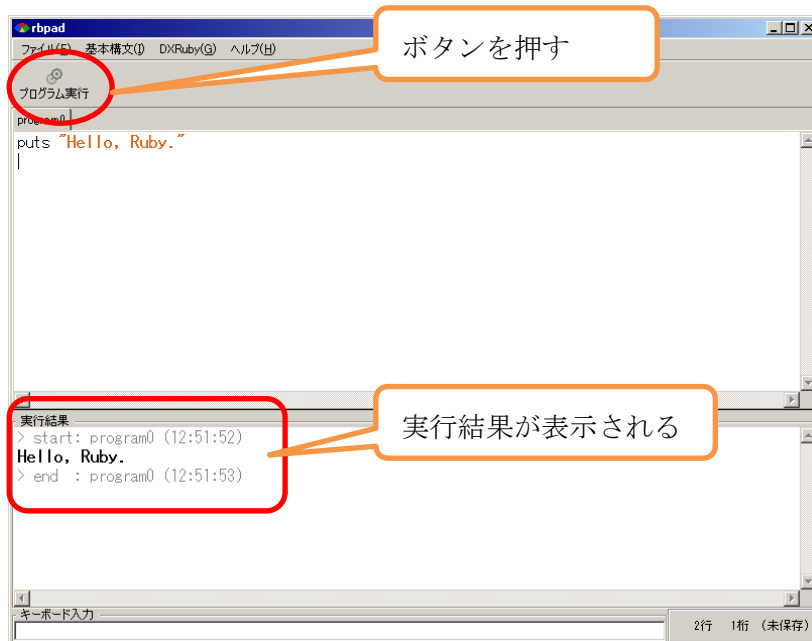 rbpad
ファイル(F) 基本構文(I) DXRuby(G) ヘルプ(H)
ボタンを押す
プログラム実行
program0
puts "Hello, Ruby."
実行結果
> start: program0 (12:51:52)
Hello, Ruby.
> end : program0 (12:51:53)
実行結果が表示される
キーボード入力
2行 1桁 (未保存)